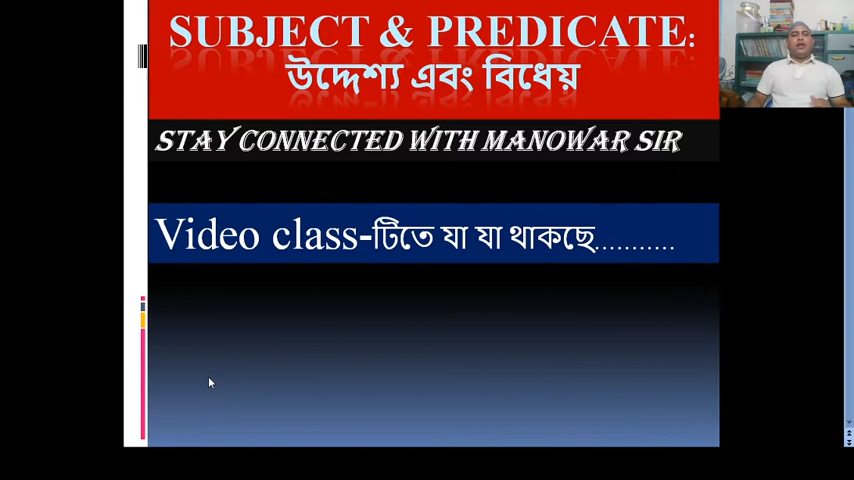 SUBJECT & PREDICATE:
উদ্দেশ্য এবং বিধেয়
STAY CONNECTED WITH MANOWAR SIR
Video class-টিতে যা যা থাকছে...........